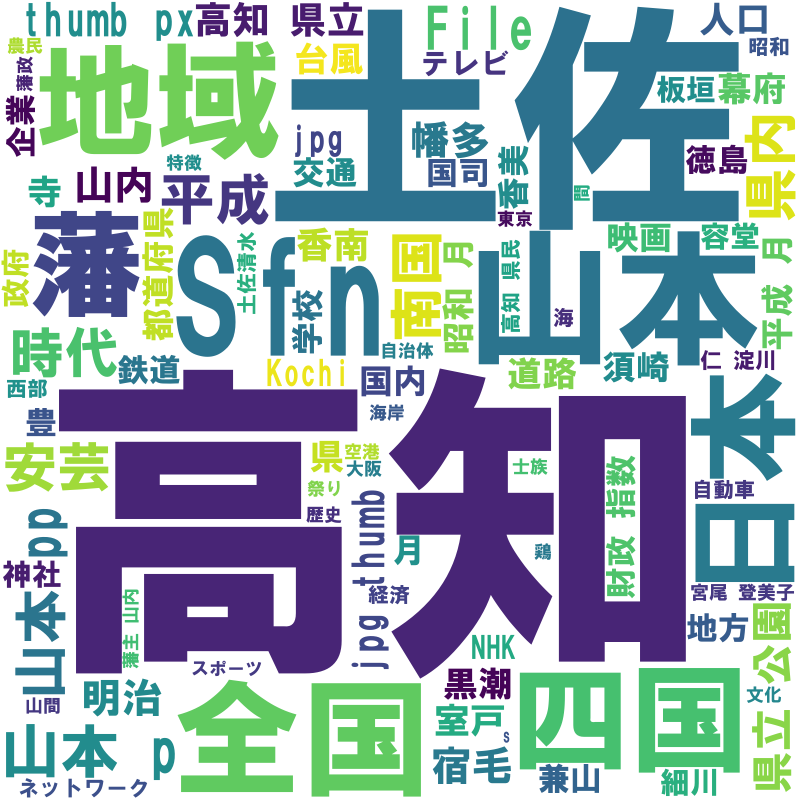 thumb px
高知 県立
File
人口
農民
藩政
地域
台風
土佐
テレビ
昭和
板垣
幕府
企業
jpg
幡多
交通
国司
香美
徳島
県内
特徴
寺
山内
平成
間
東京
藩
都道府県
土佐清水
Sfn
香南
南国
昭和 月
山本
高知 県民
映画
容堂
平成 月
政府
学校
海
時代
鉄道
自治体
道路
須崎
仁 淀川
西部
Kochi
国内
日本
豊
海岸
高知
安芸
県
空港
大阪
士族
財政 指数
自動車
祭り
歴史
pp
jpg thumb
月
鶏
神社
経済
宮尾 登美子
山本
藩主 山内
NHK
地方
公園
スポーツ
黒潮
四国
県立
文化
山間
明治
全国
室戸
s
山本 p
宿毛
兼山
細川
ネットワーク